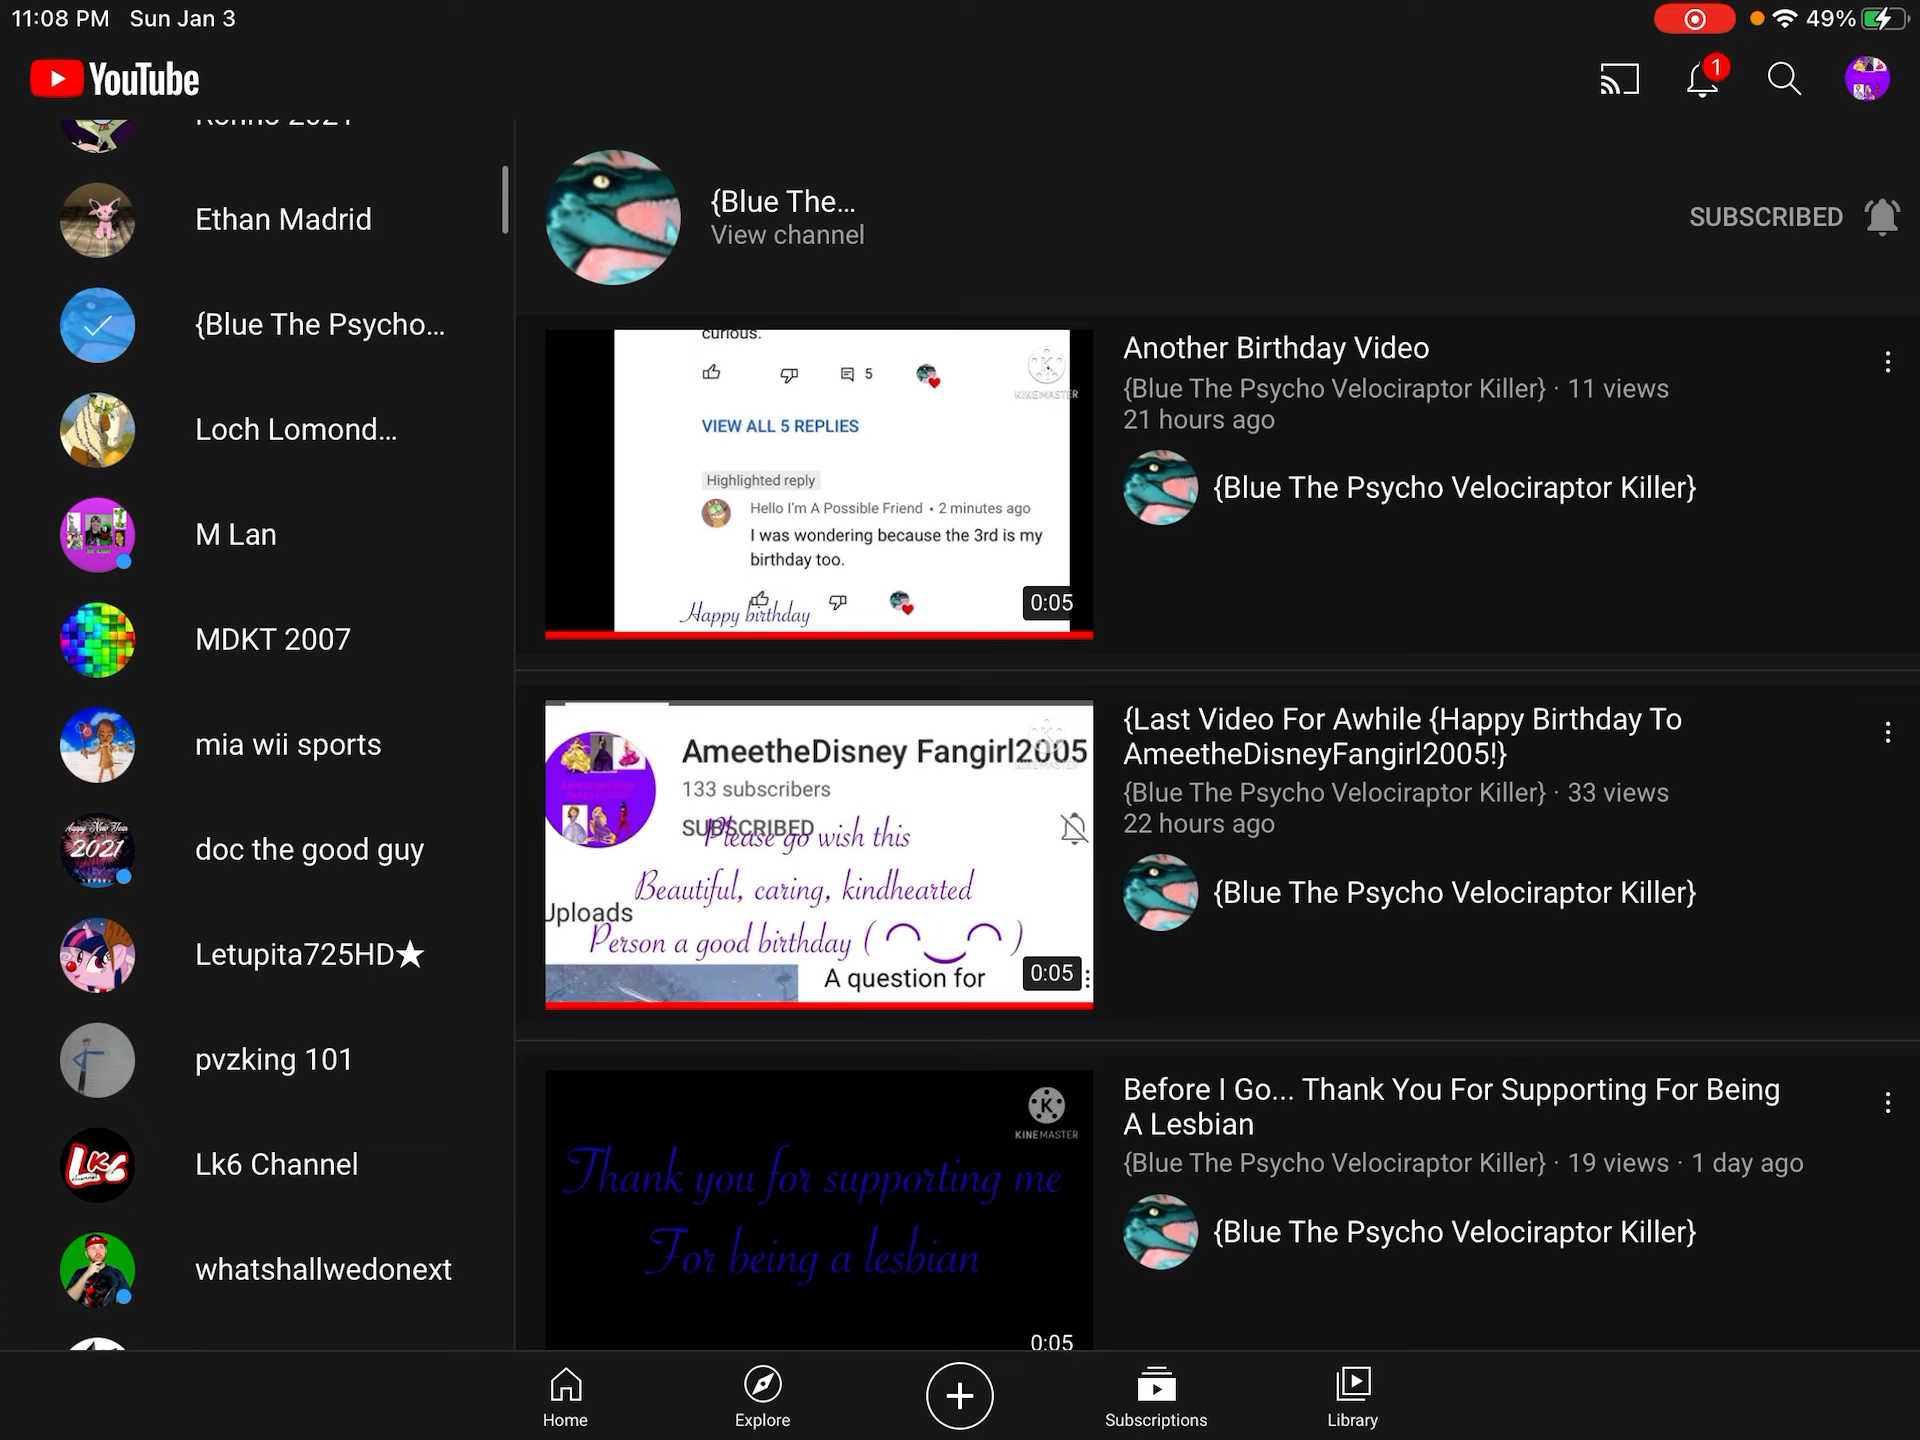 11:08 PM Sun Jan 3
49%
YouTube
1
Ethan Madrid
{Blue The Psycho...
Loch Lomond...
M Lan
MDKT 2007
mia wii sports
doc the good guy
Letupita725HD★
pvzking 101
Lk6 Channel
whatshallwedonext
Happy New Year
2021
LK6
{Blue The...
View channel
SUBSCRIBED
curious.
5
KINEMASTER
VIEW ALL 5 REPLIES
Highlighted reply
Hello I'm A Possible Friend • 2 minutes ago
I was wondering because the 3rd is my
birthday too.
Happy birthday
0:05
Another Birthday Video
{Blue The Psycho Velociraptor Killer} · 11 views
21 hours ago
{Blue The Psycho Velociraptor Killer}
AmeetheDisney Fangirl2005
133 subscribers
SUBSCRIBED
Please go wish this
Beautiful, caring, kindhearted
Uploads
Person a good birthday (◠‿◠)
A question for
0:05
{Last Video For Awhile {Happy Birthday To
AmeetheDisneyFangirl2005!}
{Blue The Psycho Velociraptor Killer} · 33 views
22 hours ago
{Blue The Psycho Velociraptor Killer}
K
KINEMASTER
Thank you for supporting me
For being a lesbian
0:05
Before I Go... Thank You For Supporting For Being
A Lesbian
{Blue The Psycho Velociraptor Killer} · 19 views · 1 day ago
{Blue The Psycho Velociraptor Killer}
Home
Explore
Subscriptions
Library